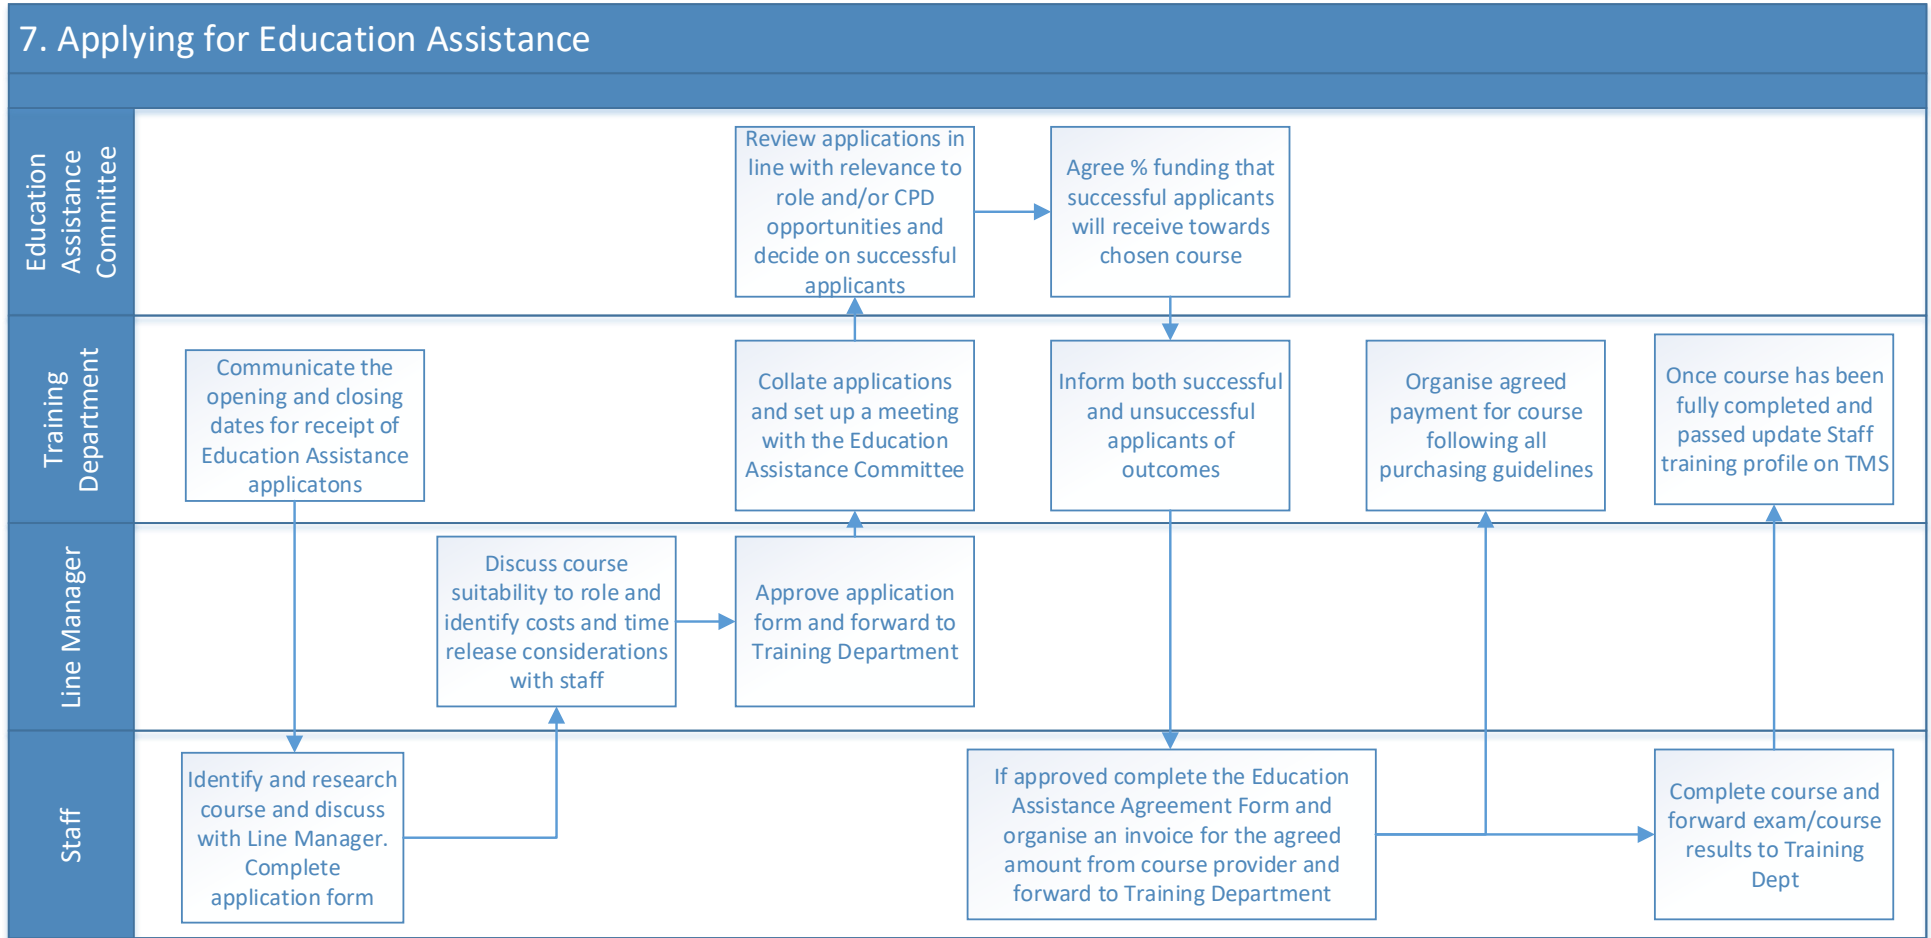 7. Applying for Education Assistance
Education
Assistance
Committee
Review applications in
line with relevance to
role and/or CPD
opportunities and
decide on successful
applicants
Agree % funding that
successful applicants
will receive towards
chosen course
Training
Department
Communicate the
opening and closing
dates for receipt of
Education Assistance
applicatons
Collate applications
and set up a meeting
with the Education
Assistance Committee
Inform both successful
and unsuccessful
applicants of
outcomes
Organise agreed
payment for course
following all
purchasing guidelines
Once course has been
fully completed and
passed update Staff
training profile on TMS
Line Manager
Discuss course
suitability to role and
identify costs and time
release considerations
with staff
Approve application
form and forward to
Training Department
Staff
Identify and research
course and discuss
with Line Manager.
Complete
application form
If approved complete the Education
Assistance Agreement Form and
organise an invoice for the agreed
amount from course provider and
forward to Training Department
Complete course and
forward exam/course
results to Training
Dept